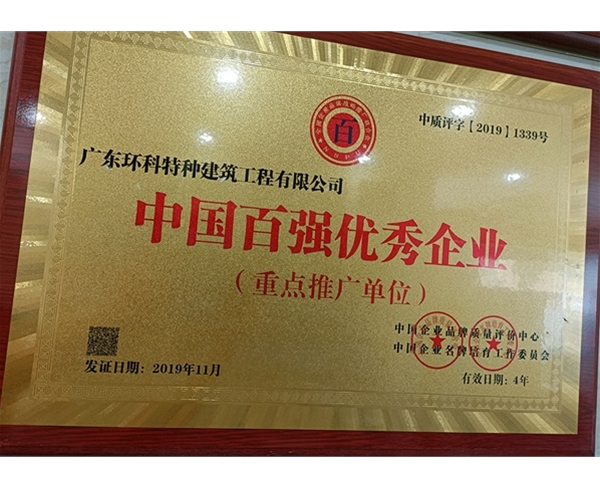 百
中质评字【2019】1339号
广东环科特种建筑工程有限公司
中国百强优秀企业
（重点推广单位）
中国企业品牌质量评价中心
中国企业名牌培育工作委员会
发证日期：2019年11月
有效日期：4年